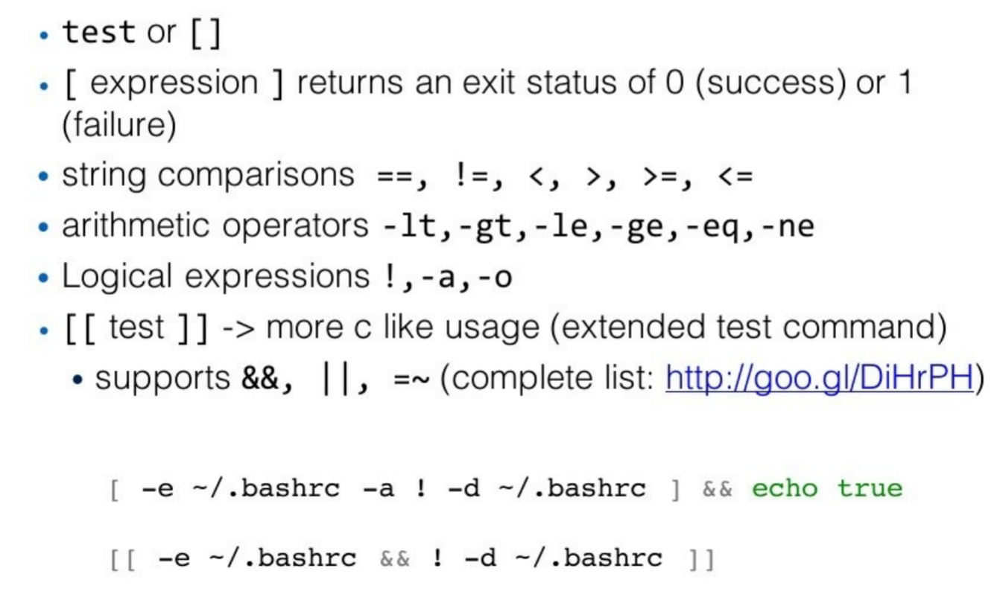 • test or []
• [ expression ] returns an exit status of 0 (success) or 1
(failure)
• string comparisons ==, !=, <, >, >=, <=
• arithmetic operators -lt,-gt,-le,-ge,-eq,-ne
• Logical expressions !,-a,-o
• [[ test ]] -> more c like usage (extended test command)
• supports &&, ||, =~ (complete list: http://goo.gl/DiHrPH)
[ -e ~/.bashrc -a ! -d ~/.bashrc ] && echo true
[[ -e ~/.bashrc && ! -d ~/.bashrc ]]